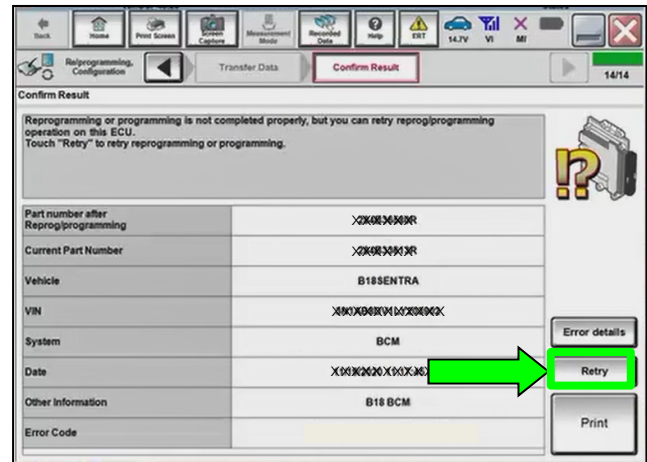 Back
Home
Print Screen
Screen Capture
Measurement Mode
Recorded Data
Help
ERT
14.7V
VI
MI
Re/programming, Configuration
Transfer Data
Confirm Result
14/14
Confirm Result
Reprogramming or programming is not completed properly, but you can retry reprog/programming
operation on this ECU.
Touch "Retry" to retry reprogramming or programming.
Part number after
Reprog/programming
Current Part Number
Vehicle
B18SENTRA
VIN
System
BCM
Date
Other Information
B18 BCM
Error Code
Error details
Retry
Print